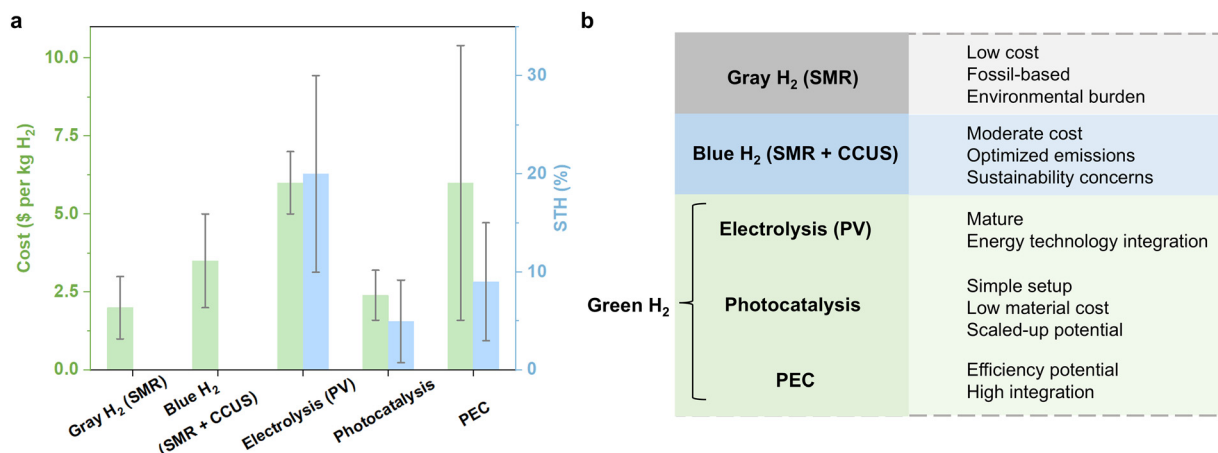 a
Cost ($ per kg H₂)
10.0
7.5
5.0
2.5
0.0
30
20
10
0
STH (%)
Gray H₂ (SMR)
Blue H₂
(SMR + CCUS)
Electrolysis (PV)
Photocatalysis
PEC
b
Gray H₂ (SMR)
Low cost
Fossil-based
Environmental burden
Blue H₂ (SMR + CCUS)
Moderate cost
Optimized emissions
Sustainability concerns
Green H₂
Electrolysis (PV)
Mature
Energy technology integration
Photocatalysis
Simple setup
Low material cost
Scaled-up potential
PEC
Efficiency potential
High integration